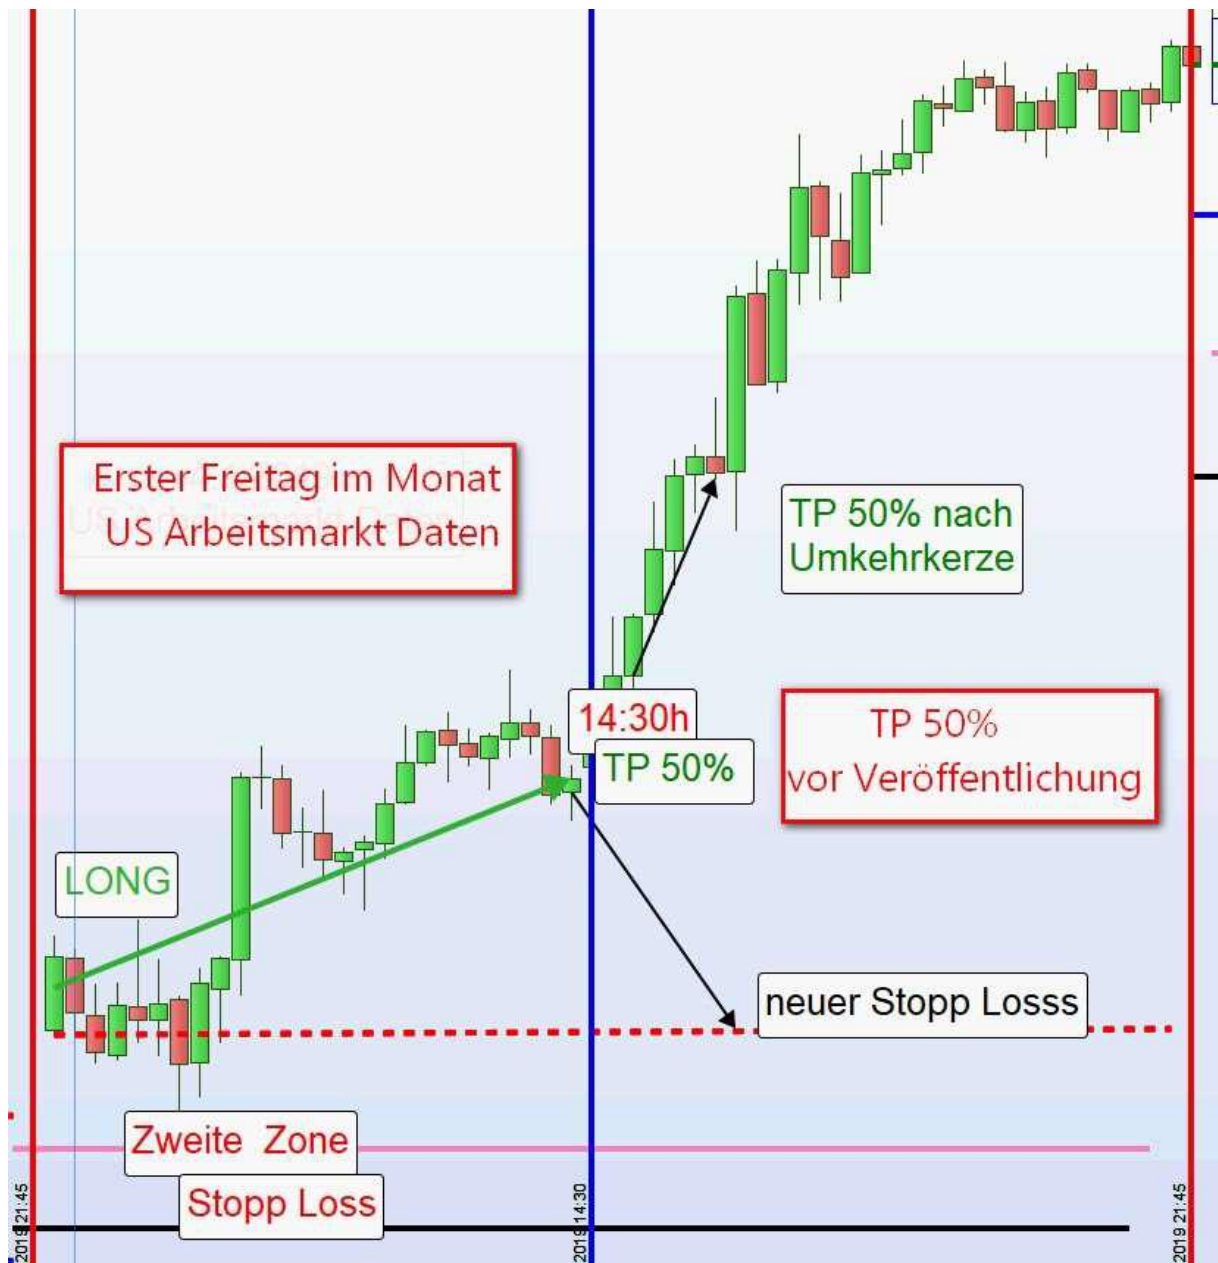 Erster Freitag im Monat
US Arbeitsmarkt Daten
TP 50% nach
Umkehrkerze
14:30h
TP 50%
TP 50%
vor Veröffentlichung
LONG
neuer Stopp Losss
Zweite Zone
Stopp Loss
2019 21:45
2019 14:30
2019 21:45